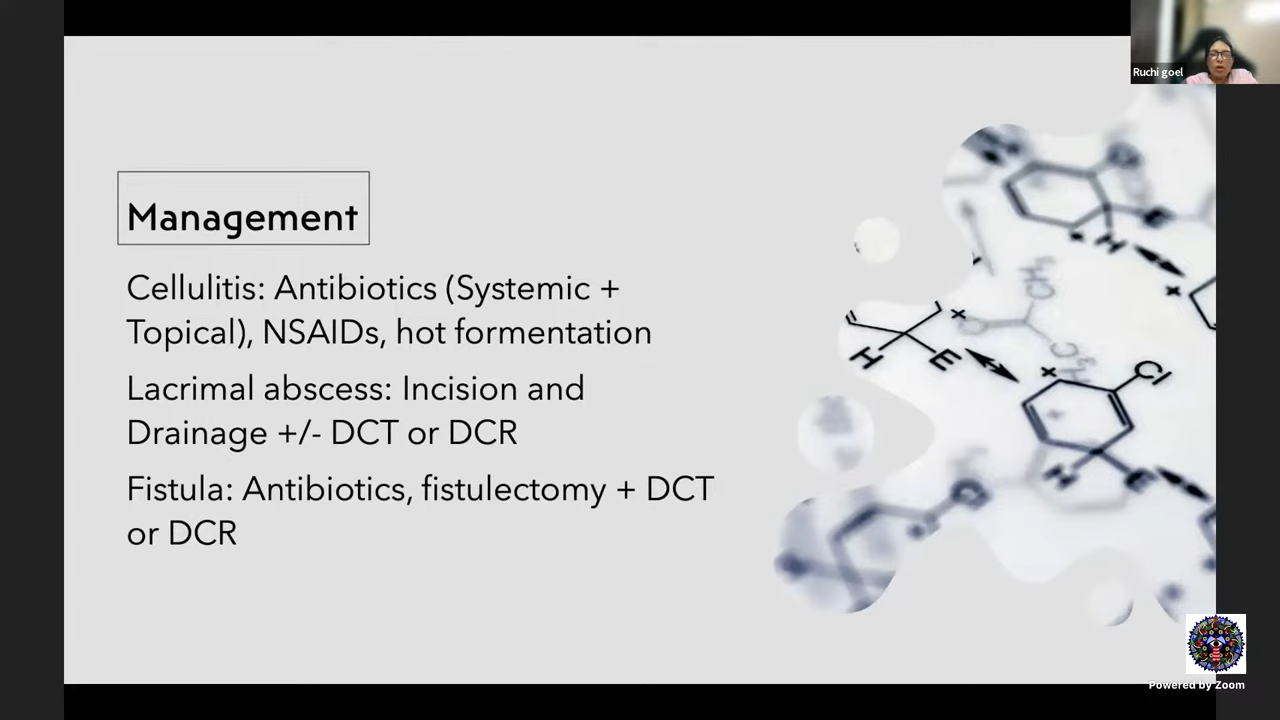 Ruchi goel
Management
Cellulitis: Antibiotics (Systemic +
Topical), NSAIDs, hot formentation
Lacrimal abscess: Incision and
Drainage +/- DCT or DCR
Fistula: Antibiotics, fistulectomy + DCT
or DCR
H
E
Cl
H
E
H
Powered by Zoom